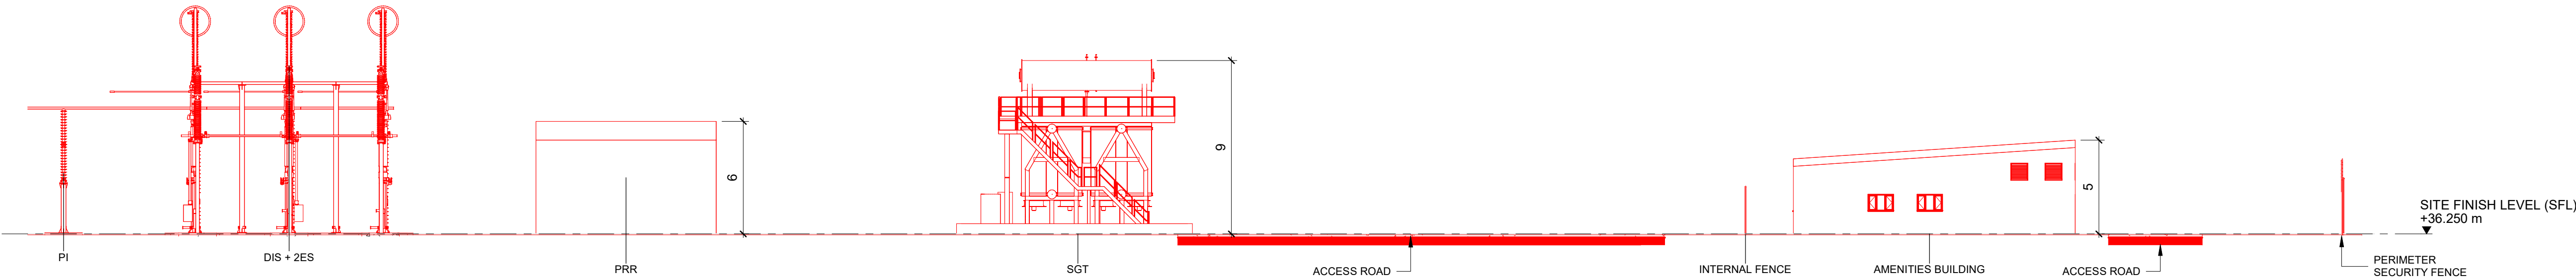 6
9
5
SITE FINISH LEVEL (SFL)
+36.250 m
PI
DIS + 2ES
PRR
SGT
ACCESS ROAD
INTERNAL FENCE
AMENITIES BUILDING
ACCESS ROAD
PERIMETER
SECURITY FENCE